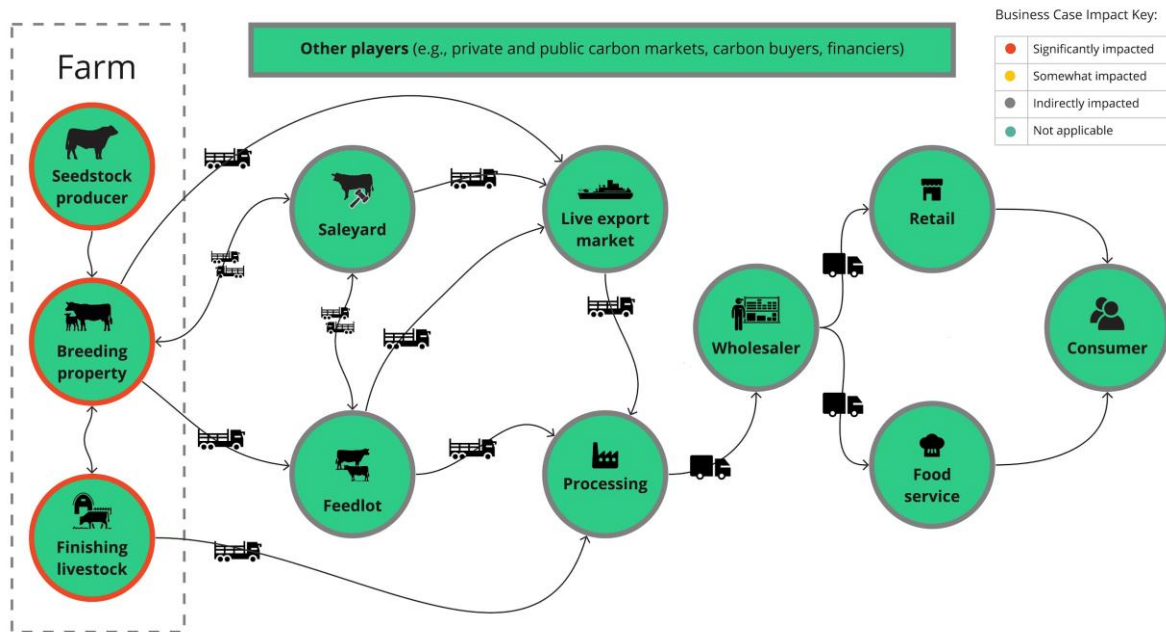 Business Case Impact Key:
Significantly impacted
Somewhat impacted
Indirectly impacted
Not applicable
Other players (e.g., private and public carbon markets, carbon buyers, financiers)
Farm
Seedstock
producer
Breeding
property
Finishing
livestock
Saleyard
Feedlot
Live export
market
Processing
Wholesaler
Retail
Food
service
Consumer